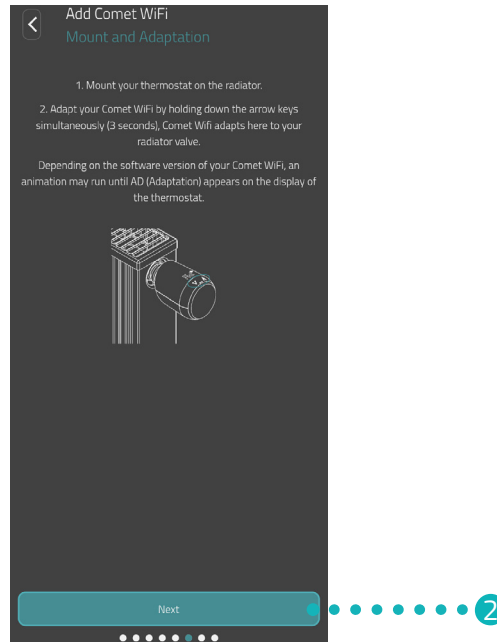 Add Comet WiFi
Mount and Adaptation
1. Mount your thermostat on the radiator.
2. Adapt your Comet WiFi by holding down the arrow keys
simultaneously (3 seconds), Comet Wifi adapts here to your
radiator valve.
Depending on the software version of your Comet WiFi, an
animation may run until AD (Adaptation) appears on the display of
the thermostat.
Next
2